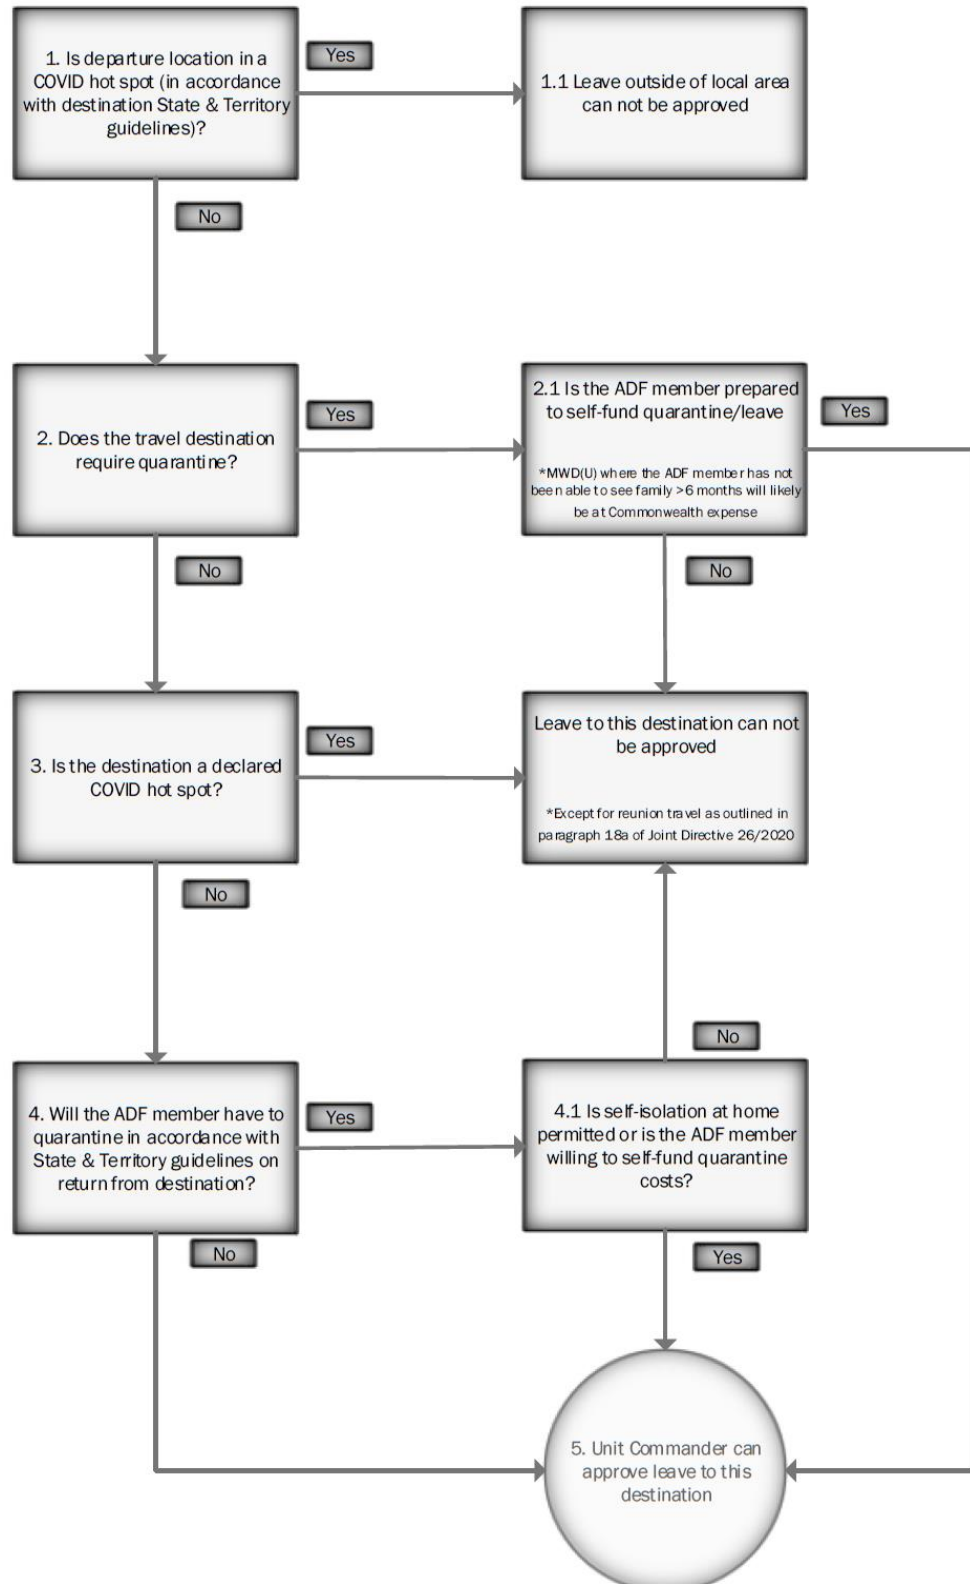 1. Is departure location in a
COVID hot spot (in accordance
with destination State & Territory
guidelines)?
Yes
1.1 Leave outside of local area
can not be approved
No
2. Does the travel destination
require quarantine?
Yes
2.1 Is the ADF member prepared
to self-fund quarantine/leave
*MWD(U) where the ADF member has not
been able to see family >6 months will likely
be at Commonwealth expense
Yes
No
No
3. Is the destination a declared
COVID hot spot?
Yes
Leave to this destination can not
be approved
*Except for reunion travel as outlined in
paragraph 18a of Joint Directive 26/2020
No
No
4. Will the ADF member have to
quarantine in accordance with
State & Territory guidelines on
return from destination?
Yes
4.1 Is self-isolation at home
permitted or is the ADF member
willing to self-fund quarantine
costs?
No
Yes
5. Unit Commander can
approve leave to this
destination